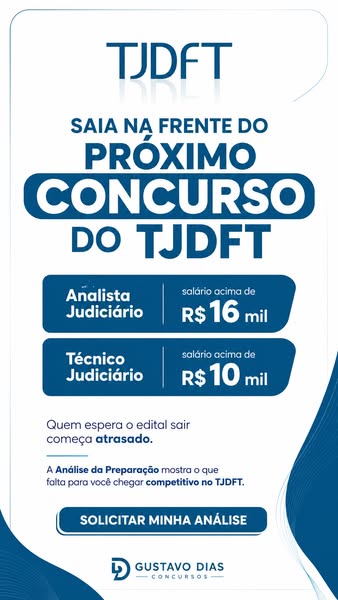 TJDFT
SAIA NA FRENTE DO
PRÓXIMO
CONCURSO
DO TJDFT
Analista
Judiciário
salário acima de
R$ 16 mil
Técnico
Judiciário
salário acima de
R$ 10 mil
Quem espera o edital sair
começa atrasado.
A Análise da Preparação mostra o que
falta para você chegar competitivo no TJDFT.
SOLICITAR MINHA ANÁLISE
GUSTAVO DIAS
CONCURSOS